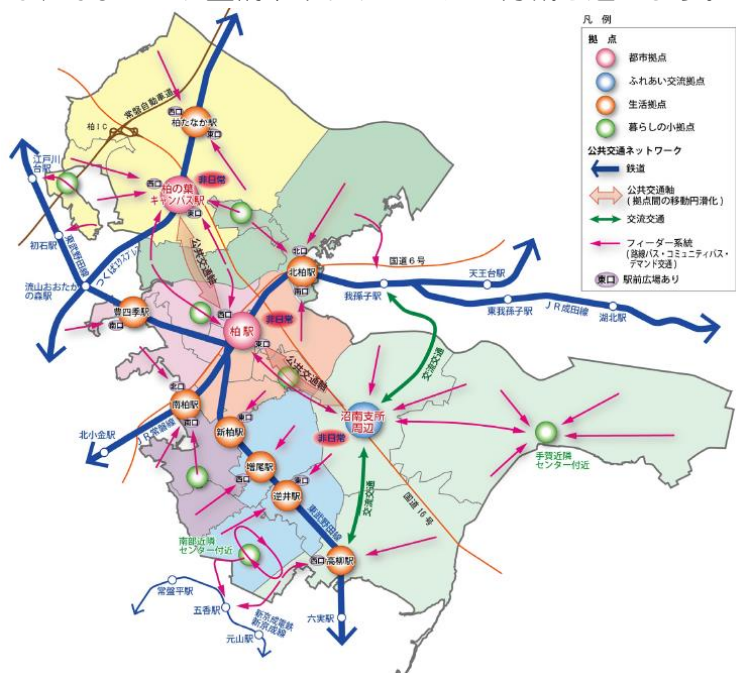 凡 例
拠 点
都市拠点
ふれあい交流拠点
生活拠点
暮らしの小拠点
公共交通ネットワーク
鉄道
公共交通軸
(拠点間の移動円滑化)
交流交通
フィーダー系統
(路線バス・コミュニティバス・
デマンド交通)
東口
駅前広場あり
常磐自動車道
柏IC
西口
柏たなか駅
東口
江戸川
台駅
西口
非日常
柏の葉
キャンパス駅
東口
初石駅
東武野田線
つくばエクスプレス
公共交通軸
北口
北柏駅
南口
国道6号
天王台駅
我孫子駅
東我孫子駅
JR成田線
湖北駅
流山おおたか
の森駅
豊四季駅
南口
西口
非日常
柏 駅
東口
公共交通軸
交流交通
北口
南柏駅
南口
東口
新柏駅
沼南支所
周辺
非日常
北小金駅
JR常磐線
増尾駅
西口
東口
逆井駅
手賀近隣
センター付近
国道16号
交流交通
東武野田線
南部近隣
センター付近
西口
高柳駅
常盤平駅
五香駅
元山駅
新京成電鉄
新京成線
六実駅